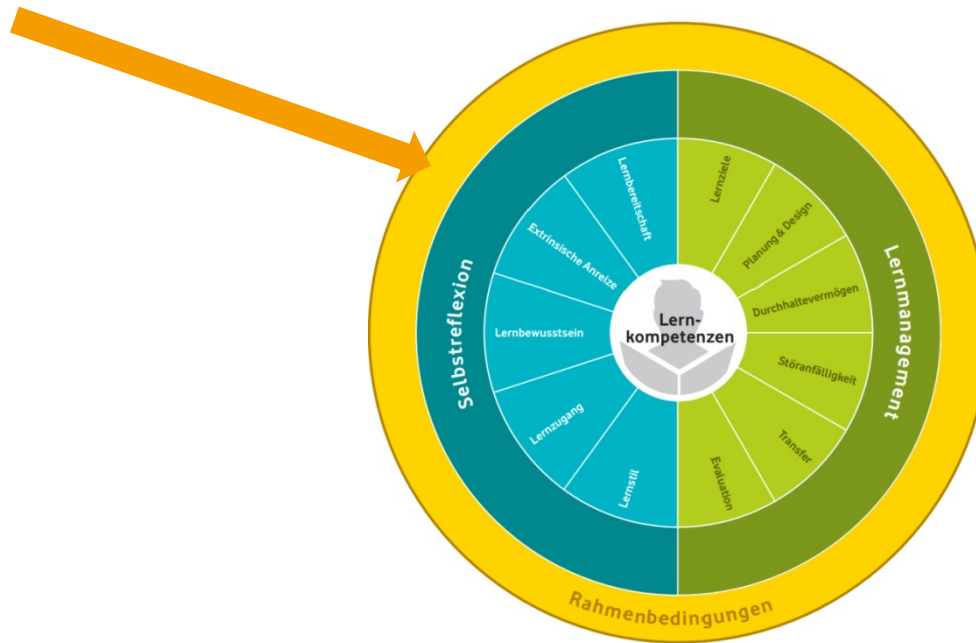 Selbstreflexion
Lernbereitschaft
Extrinsische Anreize
Lernbewusstsein
Lernzugang
Lernstil
Lern-
kompetenzen
Lernziele
Planung & Design
Durchhaltevermögen
Störanfälligkeit
Transfer
Evaluation
Lernmanagement
Rahmenbedingungen